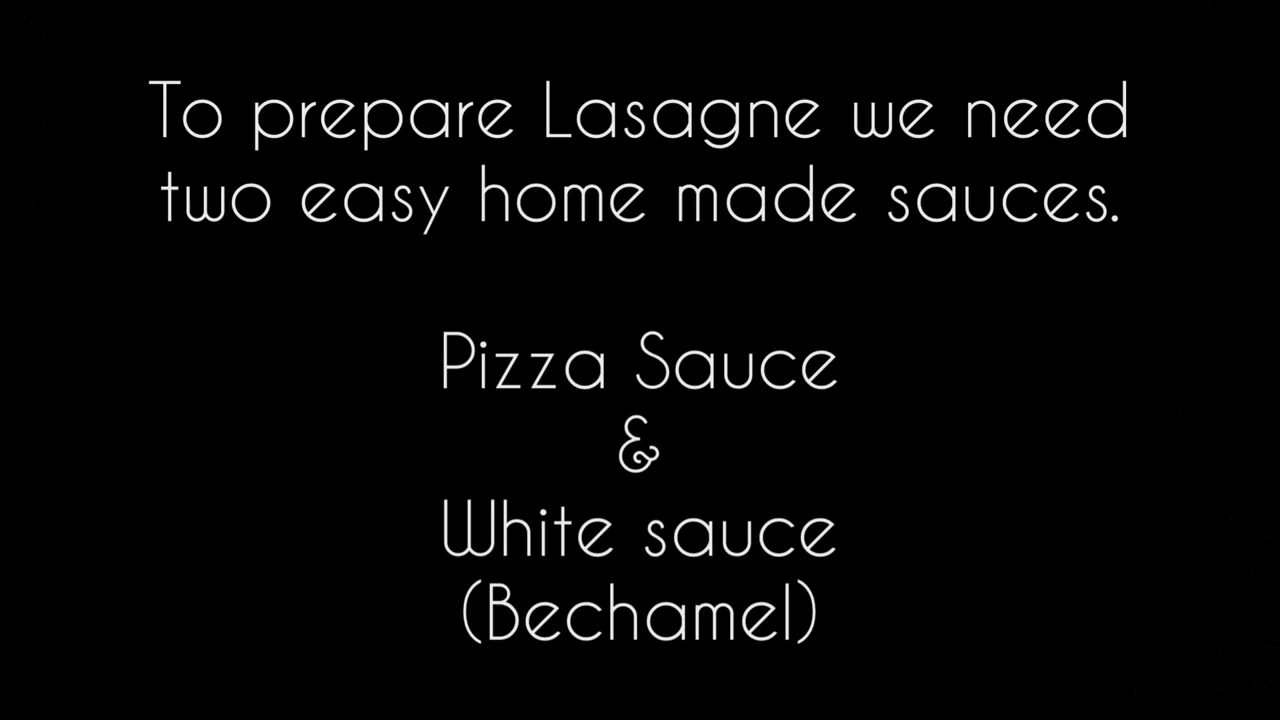 To prepare Lasagne we need
two easy home made sauces.
Pizza Sauce
&
White sauce
(Bechamel)